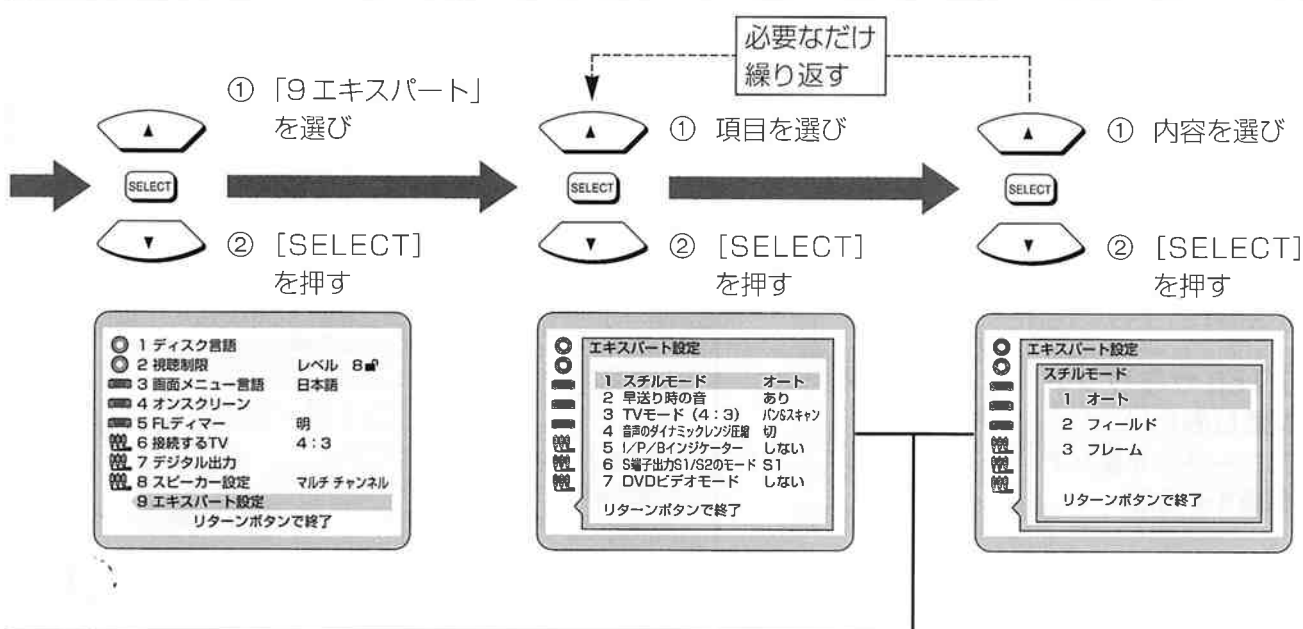 必要なだけ
繰り返す
① 「9エキスパート」
を選び
SELECT
② [SELECT]
を押す
① 項目を選び
SELECT
② [SELECT]
を押す
① 内容を選び
SELECT
② [SELECT]
を押す
1 ディスク言語
2 視聴制限 レベル 8
3 画面メニュー言語 日本語
4 オンスクリーン
5 FLディマー 明
6 接続するTV 4:3
7 デジタル出力
8 スピーカー設定 マルチ チャンネル
9 エキスパート設定
リターンボタンで終了
エキスパート設定
1 スチルモード オート
2 早送り時の音 あり
3 TVモード (4:3) パン&スキャン
4 音声のダイナミックレンジ圧縮 切
5 I/P/Bインジケーター しない
6 S端子出力S1/S2のモード S1
7 DVDビデオモード しない
リターンボタンで終了
エキスパート設定
スチルモード
1 オート
2 フィールド
3 フレーム
リターンボタンで終了